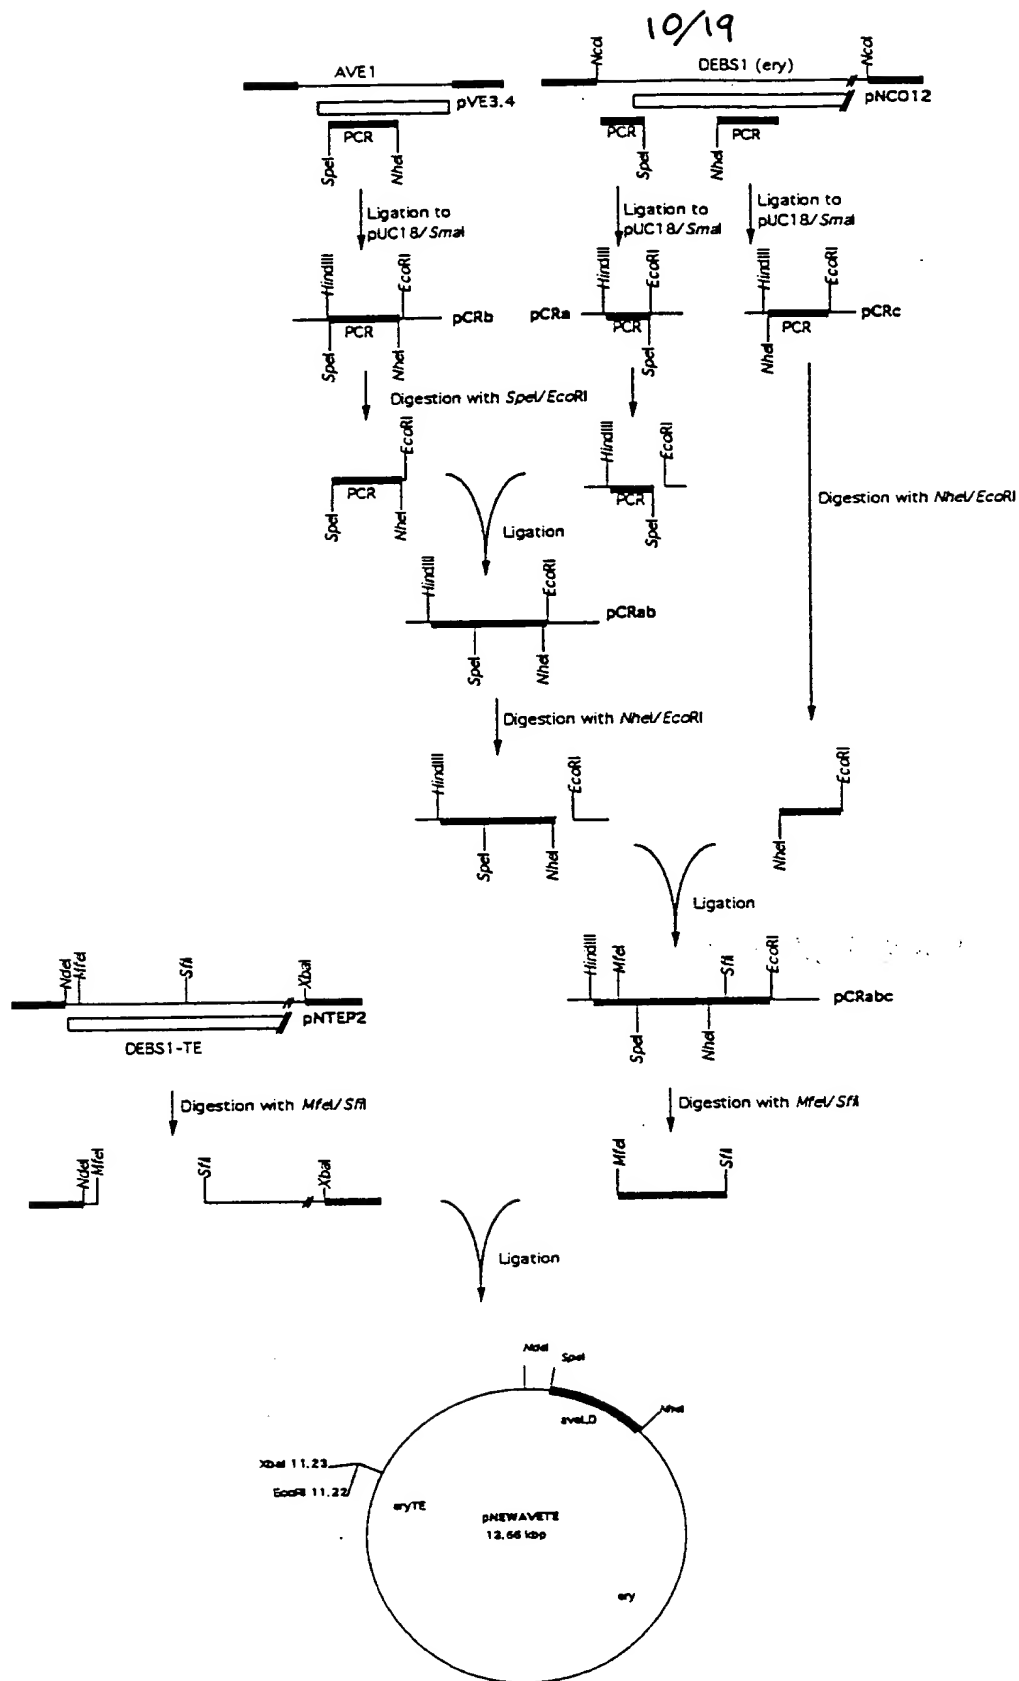 10/19
NcoI
NcoI
AVE1
DEBS1 (ery)
pVE3.4
pNCO12
PCR
PCR
PCR
SpeI
NheI
SpeI
NheI
Ligation to
pUC18/SmaI
Ligation to
pUC18/SmaI
Ligation to
pUC18/SmaI
HindIII
EcoRI
HindIII
EcoRI
HindIII
EcoRI
pCRb
pCRa
pCRc
PCR
PCR
PCR
SpeI
NheI
SpeI
NheI
Digestion with SpeI/EcoRI
EcoRI
HindIII
EcoRI
PCR
PCR
SpeI
NheI
SpeI
Digestion with NheI/EcoRI
Ligation
HindIII
EcoRI
pCRab
SpeI
NheI
Digestion with NheI/EcoRI
HindIII
EcoRI
EcoRI
SpeI
NheI
NheI
Ligation
NdeI
MfeI
SfiI
XbaI
HindIII
MfeI
SfiI
EcoRI
pNTEP2
pCRabc
DEBS1-TE
SpeI
NheI
Digestion with MfeI/SfiI
Digestion with MfeI/SfiI
NdeI
MfeI
SfiI
XbaI
MfeI
SfiI
Ligation
NdeI
SpeI
NheI
aveLD
XbaI 11.23
EcoRI 11.22
eryTE
pNEWAVETE
12.66 kbp
ery